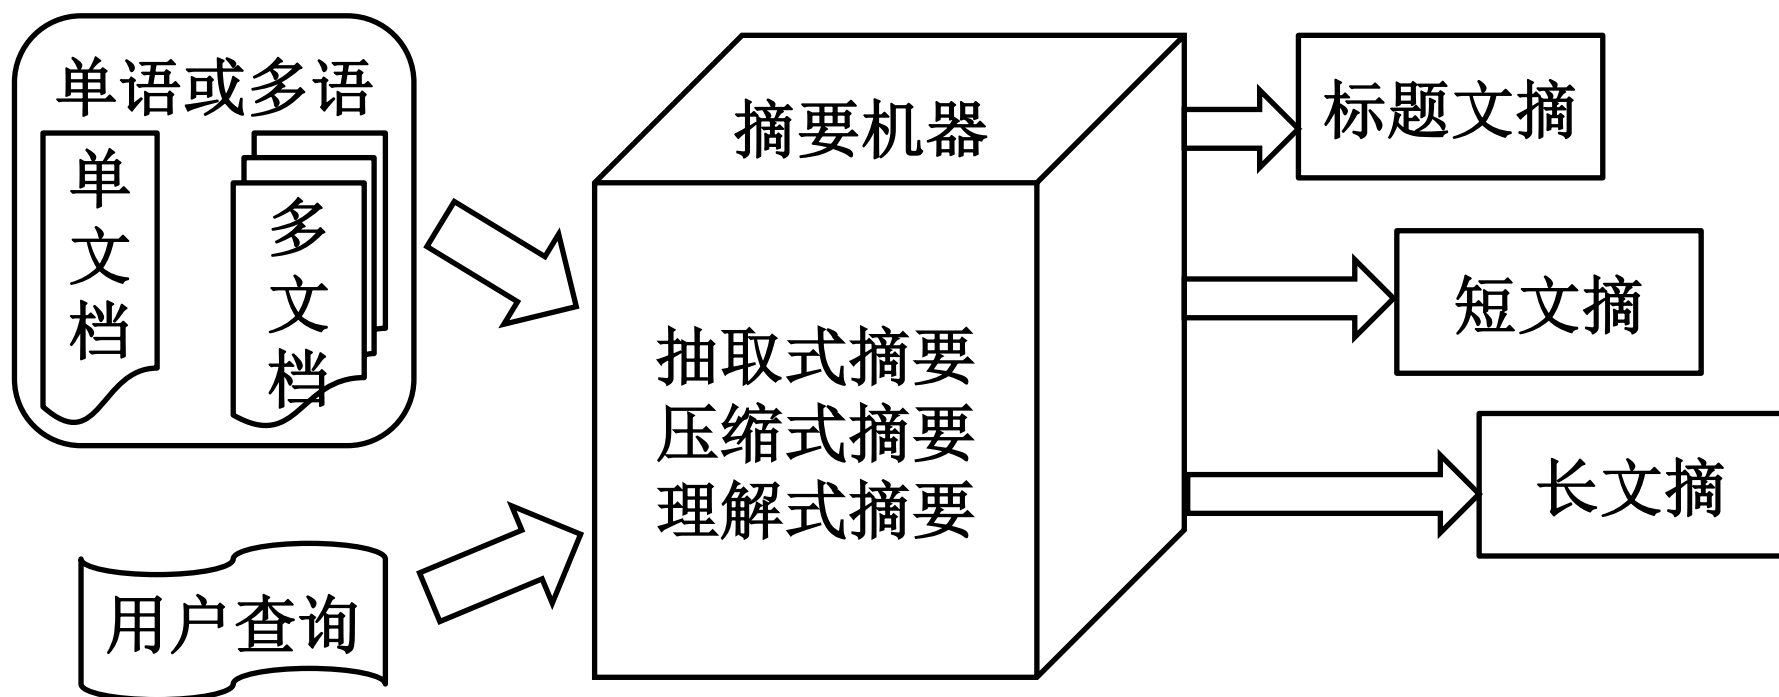 单语或多语
单文档
多文档
用户查询
摘要机器
抽取式摘要
压缩式摘要
理解式摘要
标题文摘
短文摘
长文摘